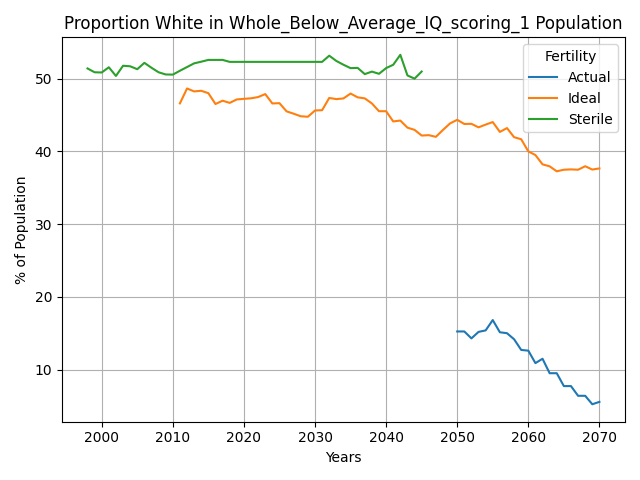 Proportion White in Whole_Below_Average_IQ_scoring_1 Population
% of Population
50
40
30
20
10
Fertility
Actual
Ideal
Sterile
2000 2010 2020 2030 2040 2050 2060 2070
Years